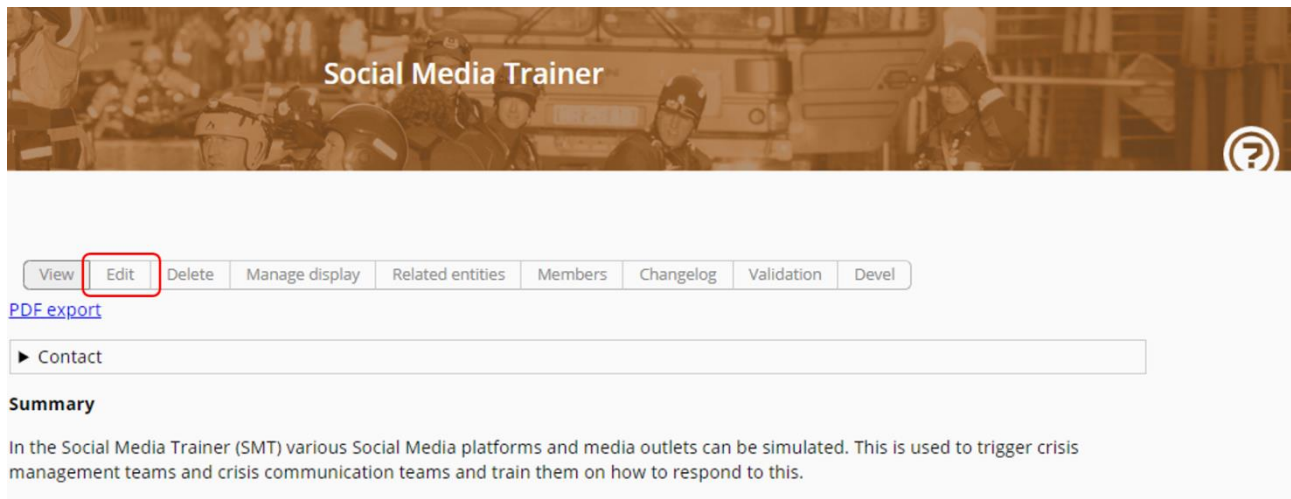 Social Media Trainer
?
View Edit Delete Manage display Related entities Members Changelog Validation Devel
PDF export
► Contact
Summary
In the Social Media Trainer (SMT) various Social Media platforms and media outlets can be simulated. This is used to trigger crisis
management teams and crisis communication teams and train them on how to respond to this.